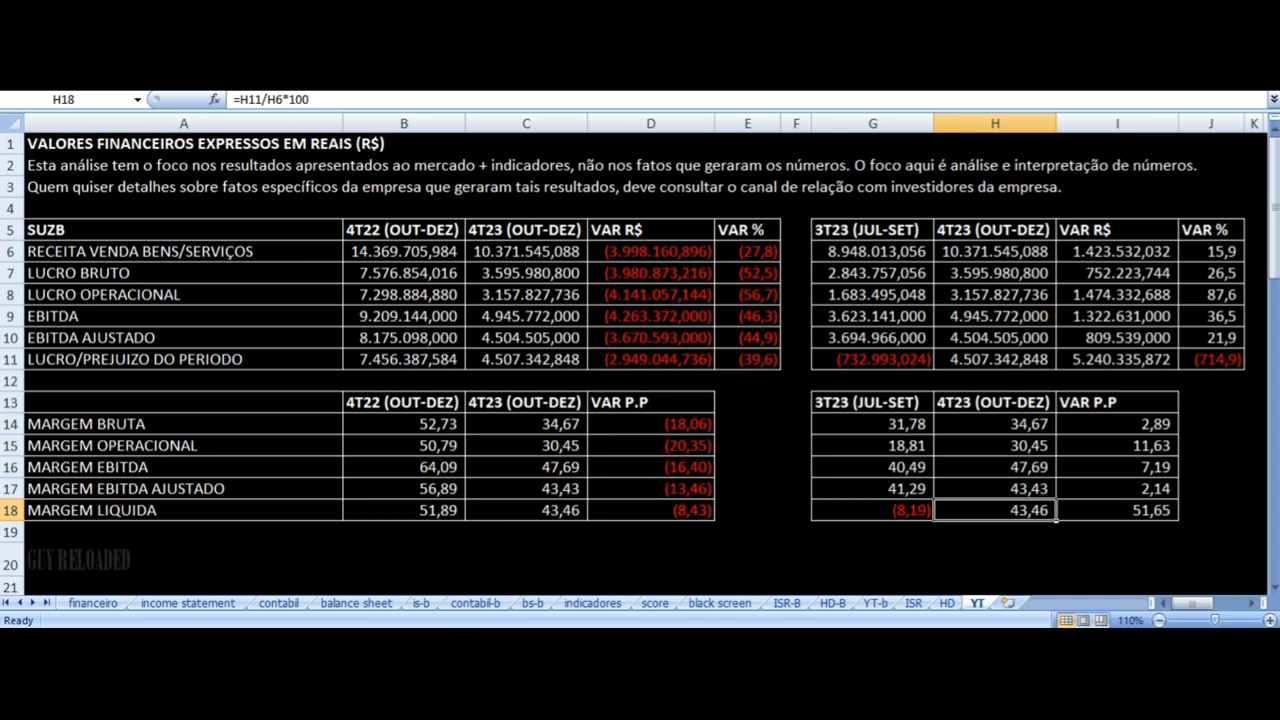 H18 fx =H11/H6*100
A B C D E F G H I J K
1 VALORES FINANCEIROS EXPRESSOS EM REAIS (R$)
2 Esta análise tem o foco nos resultados apresentados ao mercado + indicadores, não nos fatos que geraram os números. O foco aqui é análise e interpretação de números.
3 Quem quiser detalhes sobre fatos específicos da empresa que geraram tais resultados, deve consultar o canal de relação com investidores da empresa.
4
5 SUZB 4T22 (OUT-DEZ) 4T23 (OUT-DEZ) VAR R$ VAR % 3T23 (JUL-SET) 4T23 (OUT-DEZ) VAR R$ VAR %
6 RECEITA VENDA BENS/SERVIÇOS 14.369.705,984 10.371.545,088 (3.998.160,896) (27,8) 8.948.013,056 10.371.545,088 1.423.532,032 15,9
7 LUCRO BRUTO 7.576.854,016 3.595.980,800 (3.980.873,216) (52,5) 2.843.757,056 3.595.980,800 752.223,744 26,5
8 LUCRO OPERACIONAL 7.298.884,880 3.157.827,736 (4.141.057,144) (56,7) 1.683.495,048 3.157.827,736 1.474.332,688 87,6
9 EBITDA 9.209.144,000 4.945.772,000 (4.263.372,000) (46,3) 3.623.141,000 4.945.772,000 1.322.631,000 36,5
10 EBITDA AJUSTADO 8.175.098,000 4.504.505,000 (3.670.593,000) (44,9) 3.694.966,000 4.504.505,000 809.539,000 21,9
11 LUCRO/PREJUIZO DO PERIODO 7.456.387,584 4.507.342,848 (2.949.044,736) (39,6) (732.993,024) 4.507.342,848 5.240.335,872 (714,9)
12
13 4T22 (OUT-DEZ) 4T23 (OUT-DEZ) VAR P.P 3T23 (JUL-SET) 4T23 (OUT-DEZ) VAR P.P
14 MARGEM BRUTA 52,73 34,67 (18,06) 31,78 34,67 2,89
15 MARGEM OPERACIONAL 50,79 30,45 (20,35) 18,81 30,45 11,63
16 MARGEM EBITDA 64,09 47,69 (16,40) 40,49 47,69 7,19
17 MARGEM EBITDA AJUSTADO 56,89 43,43 (13,46) 41,29 43,43 2,14
18 MARGEM LIQUIDA 51,89 43,46 (8,43) (8,19) 43,46 51,65
19
20 GUY RELOADED
21
financeiro income statement contabil balance sheet is-b contabil-b bs-b indicadores score black screen ISR-B HD-B YT-b ISR HD YT
Ready 110%